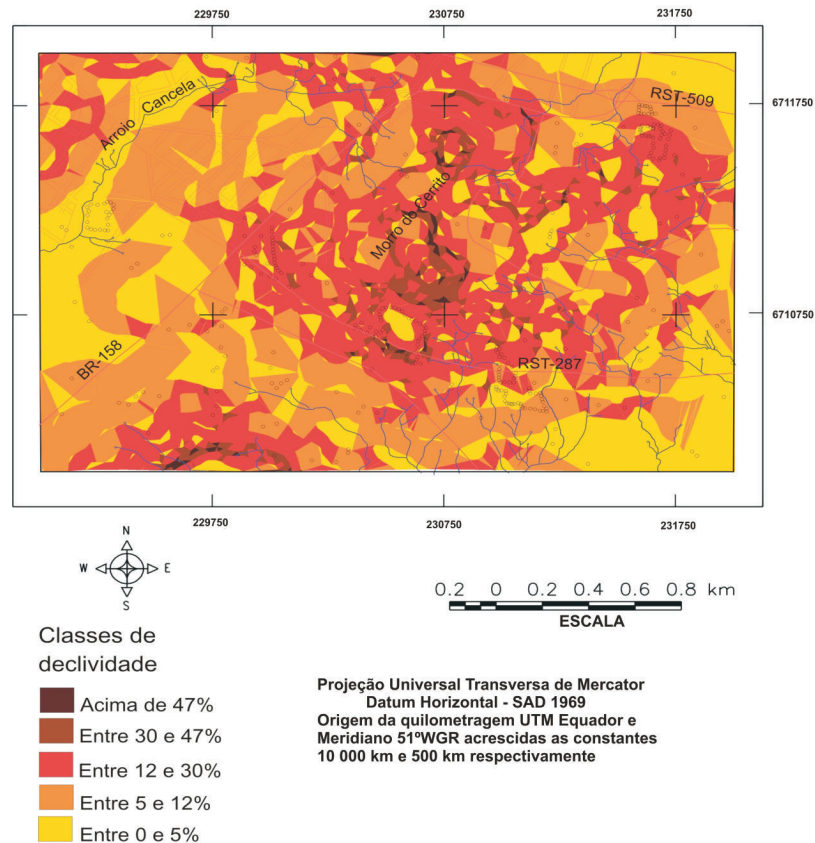 229750
230750
231750
Arroio Cancela
RST-509
6711750
Morro do Cerrito
6710750
BR-158
RST-287
229750
230750
231750
N
W
E
S
0.2 0 0.2 0.4 0.6 0.8 km
ESCALA
Classes de
declividade
Acima de 47%
Entre 30 e 47%
Entre 12 e 30%
Entre 5 e 12%
Entre 0 e 5%
Projeção Universal Transversa de Mercator
Datum Horizontal - SAD 1969
Origem da quilometragem UTM Equador e
Meridiano 51ºWGR acrescidas as constantes
10 000 km e 500 km respectivamente